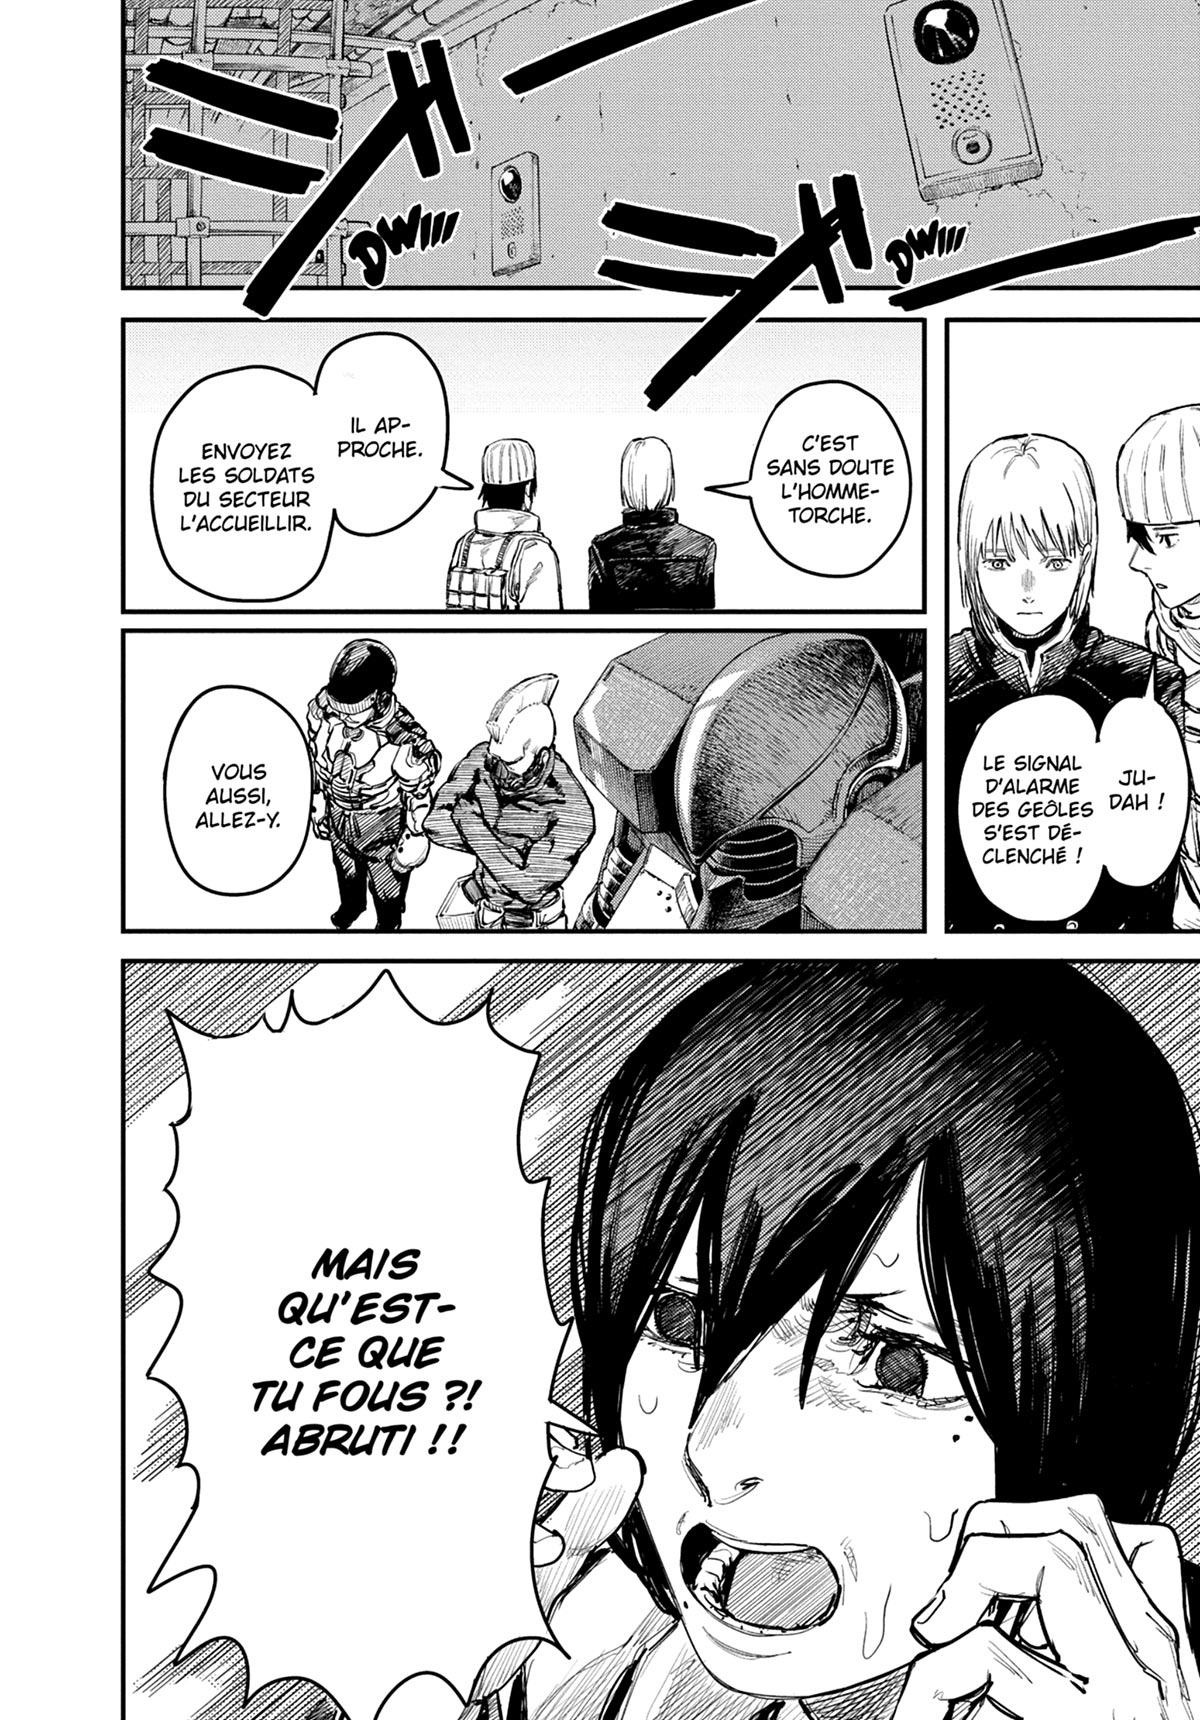 DWIII
DWIII
JU-
DAH !
LE SIGNAL
D'ALARME
DES GEÔLES
S'EST DÉ-
CLENCHÉ !
C'EST
SANS DOUTE
L'HOMME-
TORCHE.
IL AP-
PROCHE.
ENVOYEZ
LES SOLDATS
DU SECTEUR
L'ACCUEILLIR.
VOUS
AUSSI,
ALLEZ-Y.
MAIS
QU'EST-
CE QUE
TU FOUS ?!
ABRUTI !!